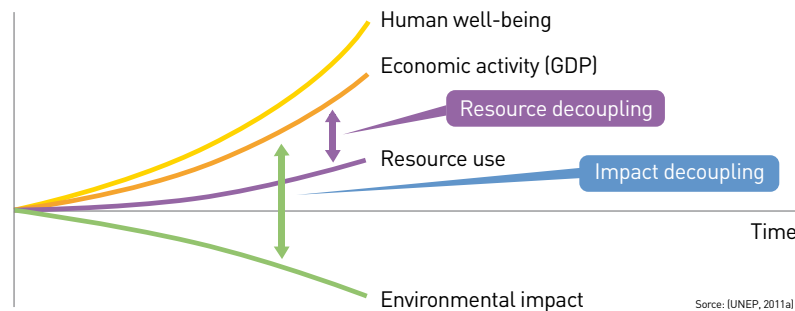 Human well-being
Economic activity (GDP)
Resource decoupling
Resource use
Impact decoupling
Time
Environmental impact
Sorce: (UNEP, 2011a)